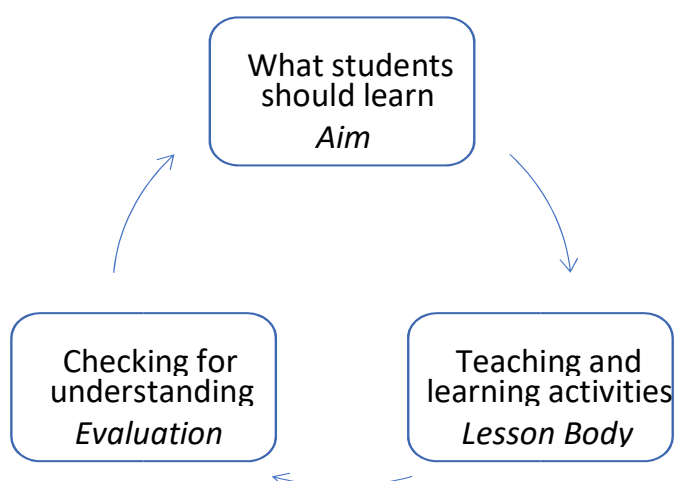 What students
should learn
Aim
Checking for
understanding
Evaluation
Teaching and
learning activities
Lesson Body